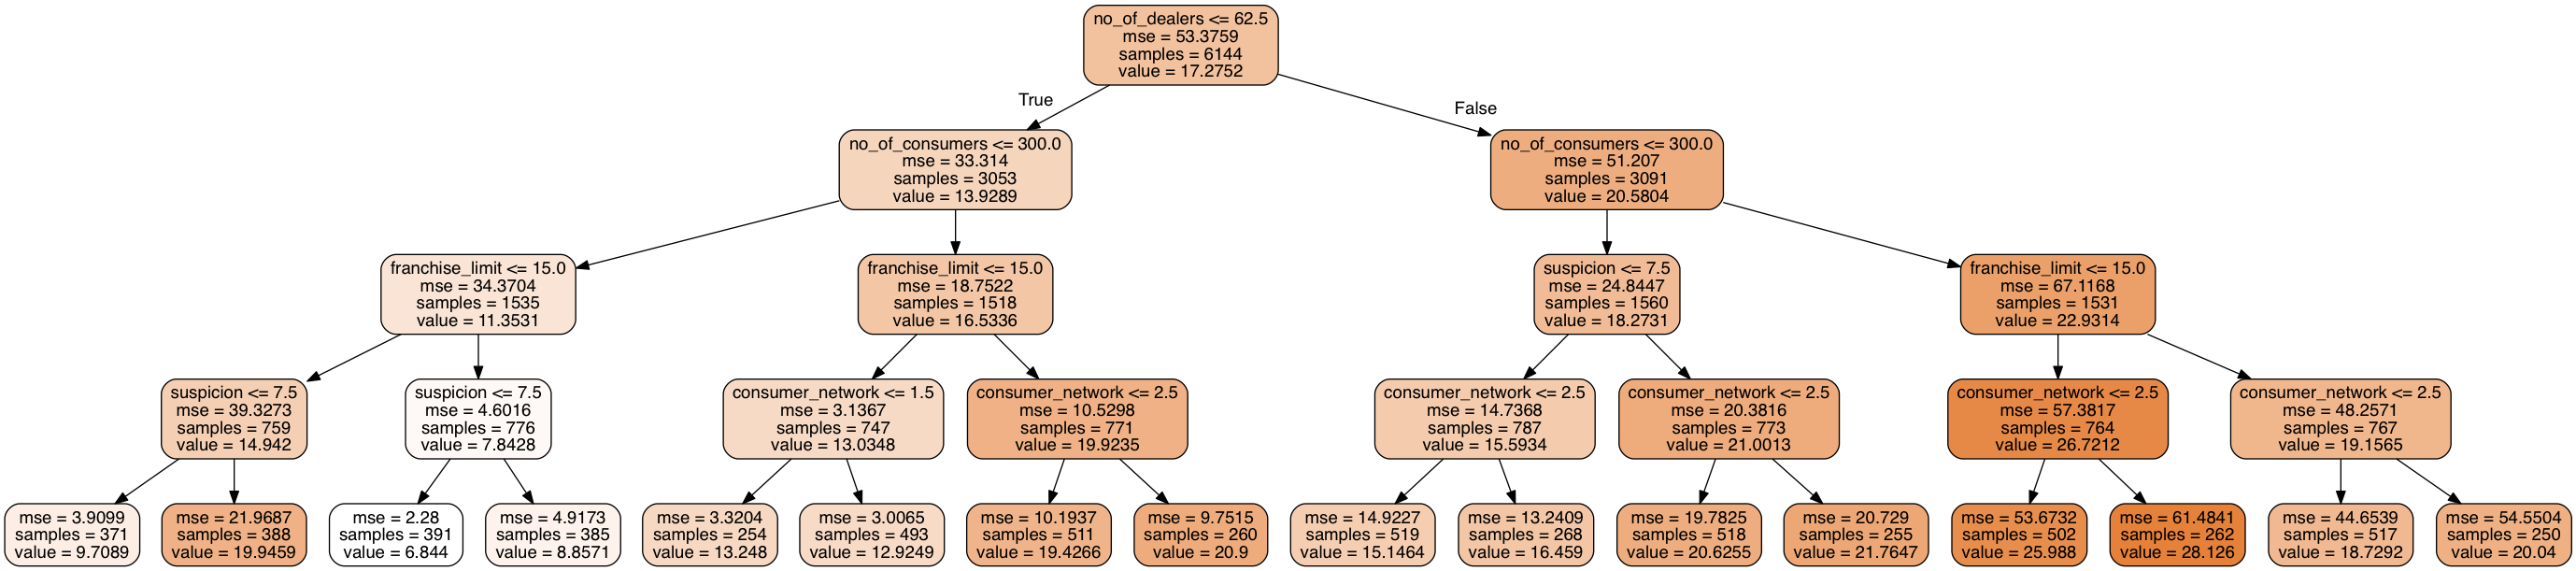 no_of_dealers <= 62.5
mse = 53.3759
samples = 6144
value = 17.2752
True
False
no_of_consumers <= 300.0
mse = 33.314
samples = 3053
value = 13.9289
no_of_consumers <= 300.0
mse = 51.207
samples = 3091
value = 20.5804
franchise_limit <= 15.0
mse = 34.3704
samples = 1535
value = 11.3531
franchise_limit <= 15.0
mse = 18.7522
samples = 1518
value = 16.5336
suspicion <= 7.5
mse = 24.8447
samples = 1560
value = 18.2731
franchise_limit <= 15.0
mse = 67.1168
samples = 1531
value = 22.9314
suspicion <= 7.5
mse = 39.3273
samples = 759
value = 14.942
suspicion <= 7.5
mse = 4.6016
samples = 776
value = 7.8428
consumer_network <= 1.5
mse = 3.1367
samples = 747
value = 13.0348
consumer_network <= 2.5
mse = 10.5298
samples = 771
value = 19.9235
consumer_network <= 2.5
mse = 14.7368
samples = 787
value = 15.5934
consumer_network <= 2.5
mse = 20.3816
samples = 773
value = 21.0013
consumer_network <= 2.5
mse = 57.3817
samples = 764
value = 26.7212
consumer_network <= 2.5
mse = 48.2571
samples = 767
value = 19.1565
mse = 3.9099
samples = 371
value = 9.7089
mse = 21.9687
samples = 388
value = 19.9459
mse = 2.28
samples = 391
value = 6.844
mse = 4.9173
samples = 385
value = 8.8571
mse = 3.3204
samples = 254
value = 13.248
mse = 3.0065
samples = 493
value = 12.9249
mse = 10.1937
samples = 511
value = 19.4266
mse = 9.7515
samples = 260
value = 20.9
mse = 14.9227
samples = 519
value = 15.1464
mse = 13.2409
samples = 268
value = 16.459
mse = 19.7825
samples = 518
value = 20.6255
mse = 20.729
samples = 255
value = 21.7647
mse = 53.6732
samples = 502
value = 25.988
mse = 61.4841
samples = 262
value = 28.126
mse = 44.6539
samples = 517
value = 18.7292
mse = 54.5504
samples = 250
value = 20.04